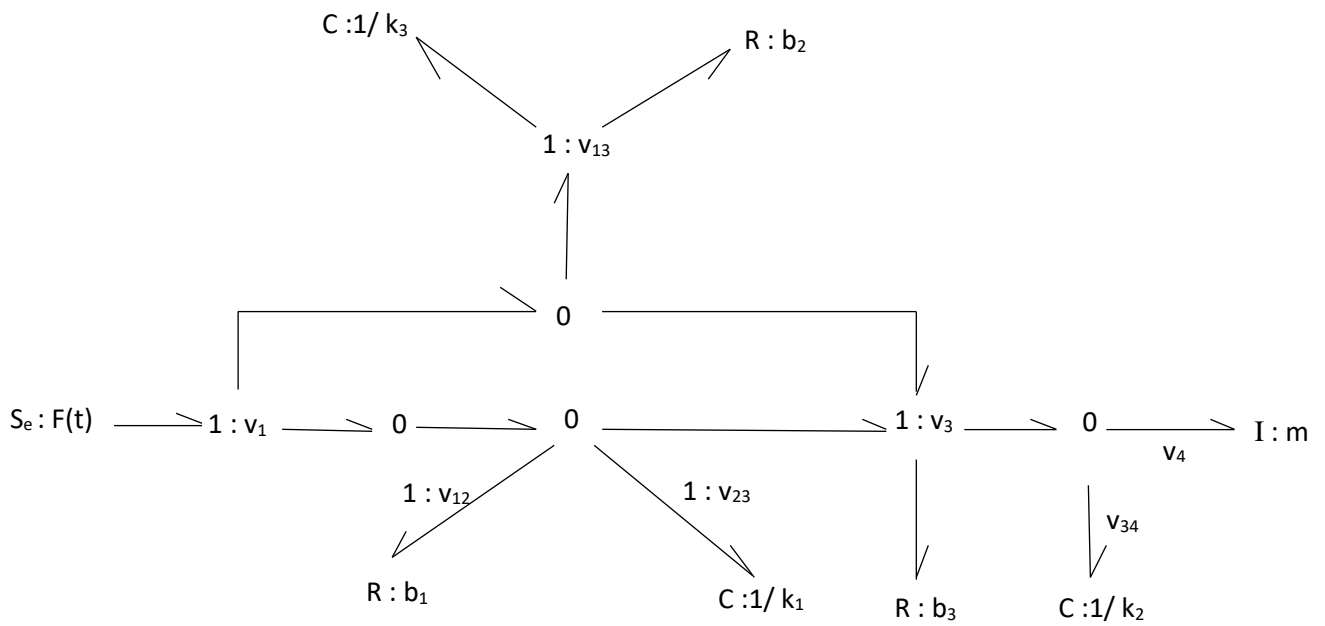 C :1/ k₃
R : b₂
1 : v₁₃
0
Sₑ : F(t)
1 : v₁
0
0
1 : v₃
0
I : m
v₄
1 : v₁₂
1 : v₂₃
v₃₄
R : b₁
C :1/ k₁
R : b₃
C :1/ k₂